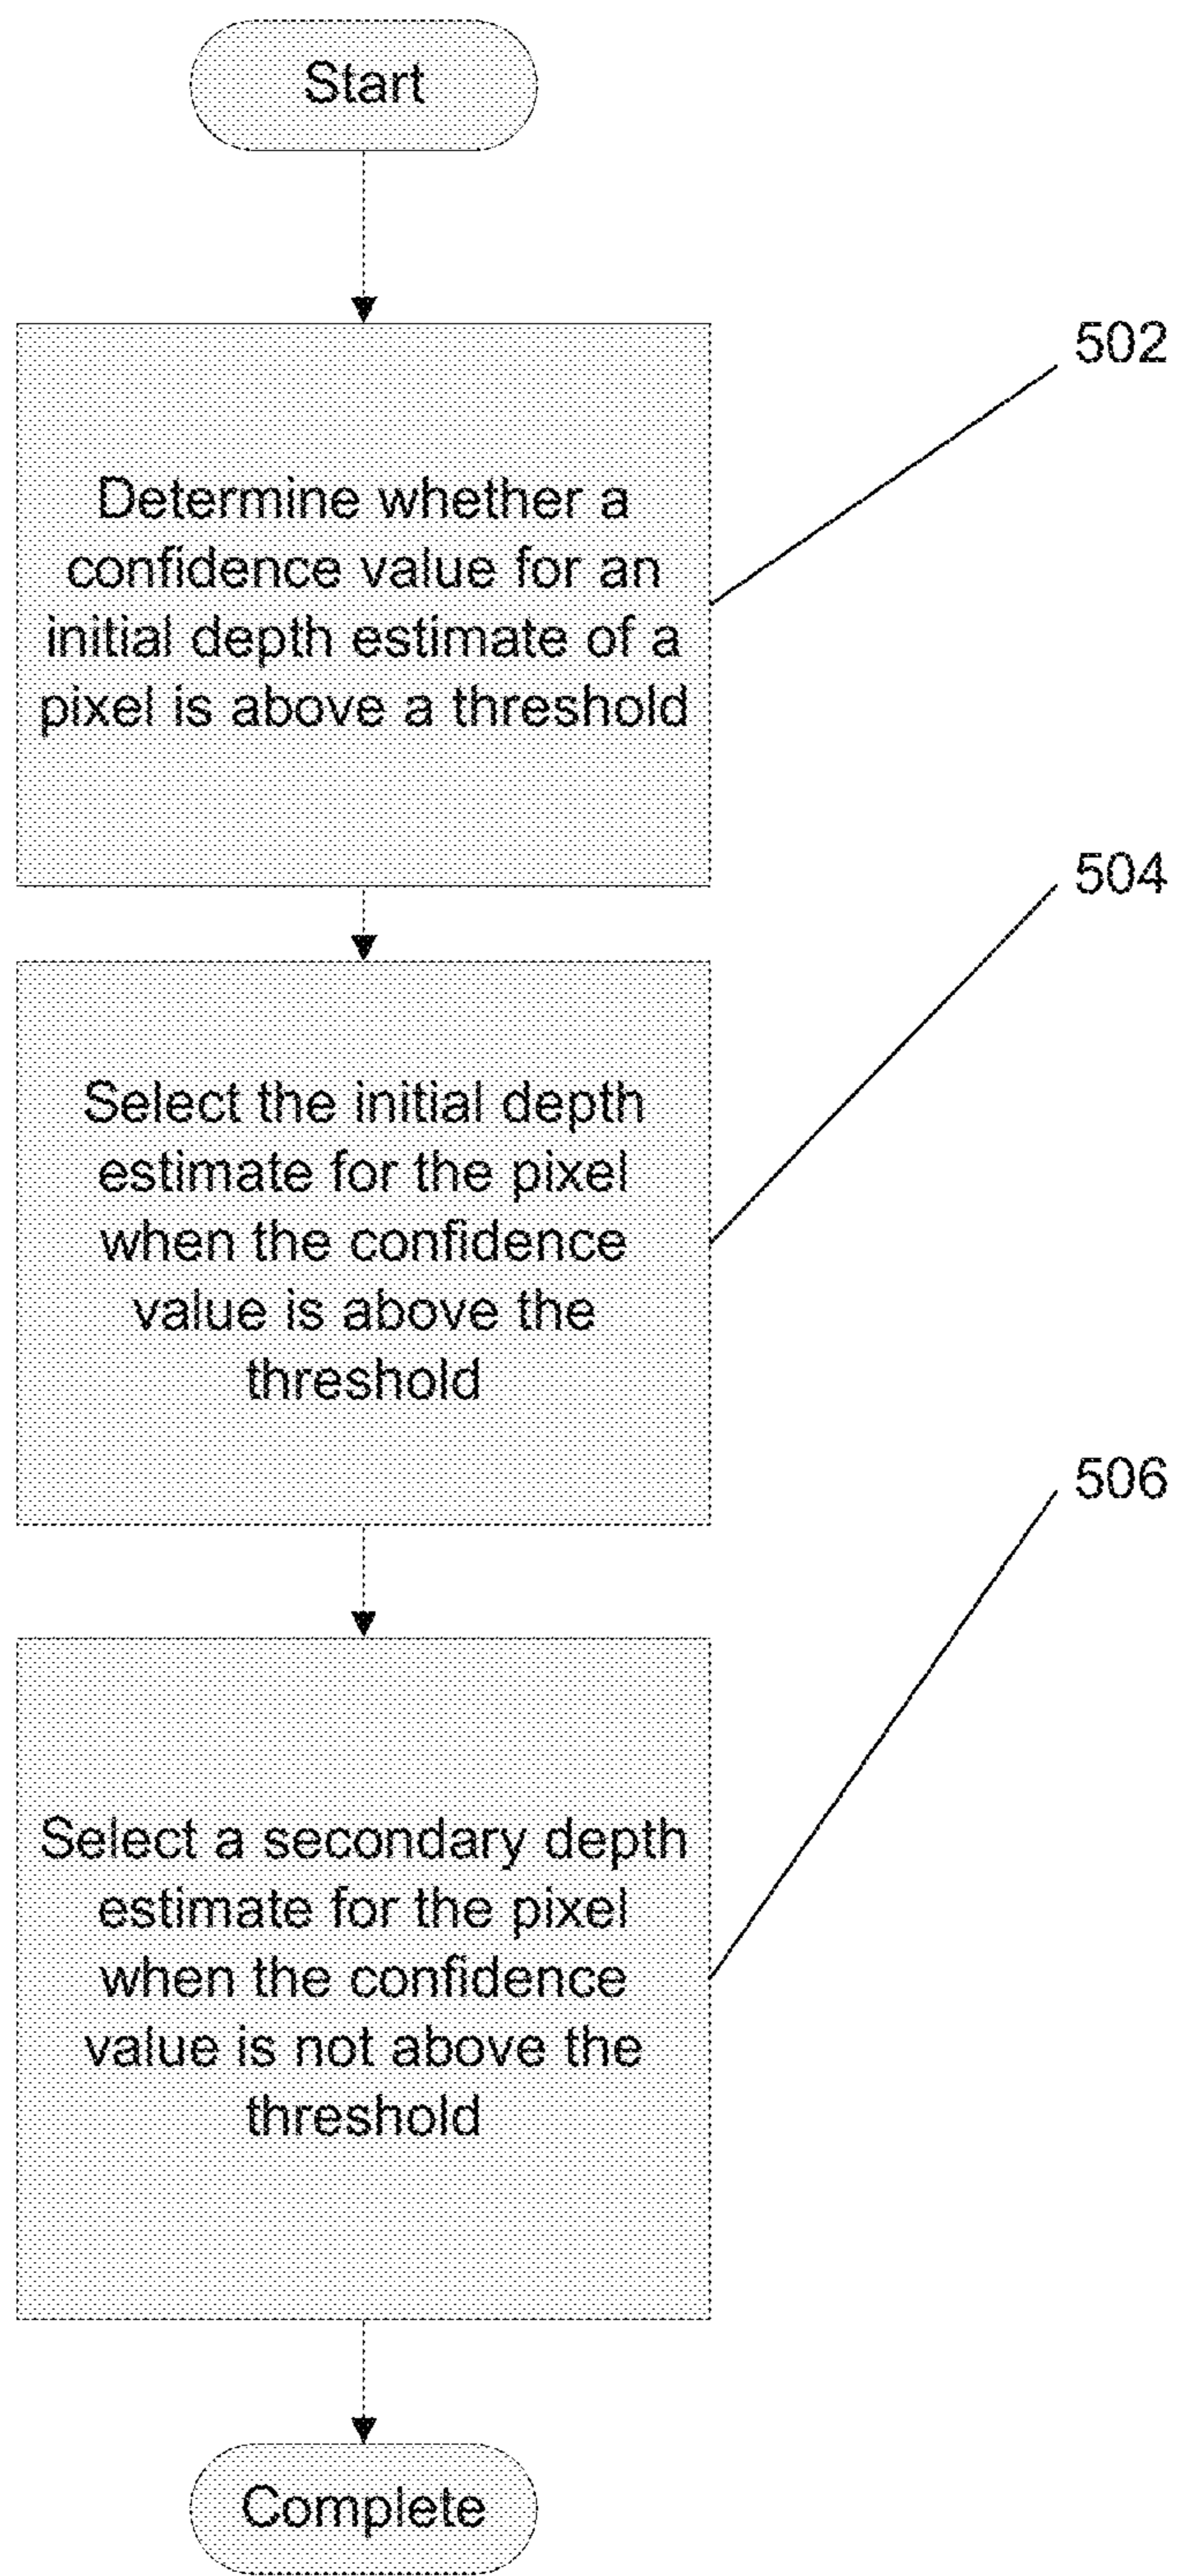 Start
502
Determine whether a
confidence value for an
initial depth estimate of a
pixel is above a threshold
504
Select the initial depth
estimate for the pixel
when the confidence
value is above the
threshold
506
Select a secondary depth
estimate for the pixel
when the confidence
value is not above the
threshold
Complete